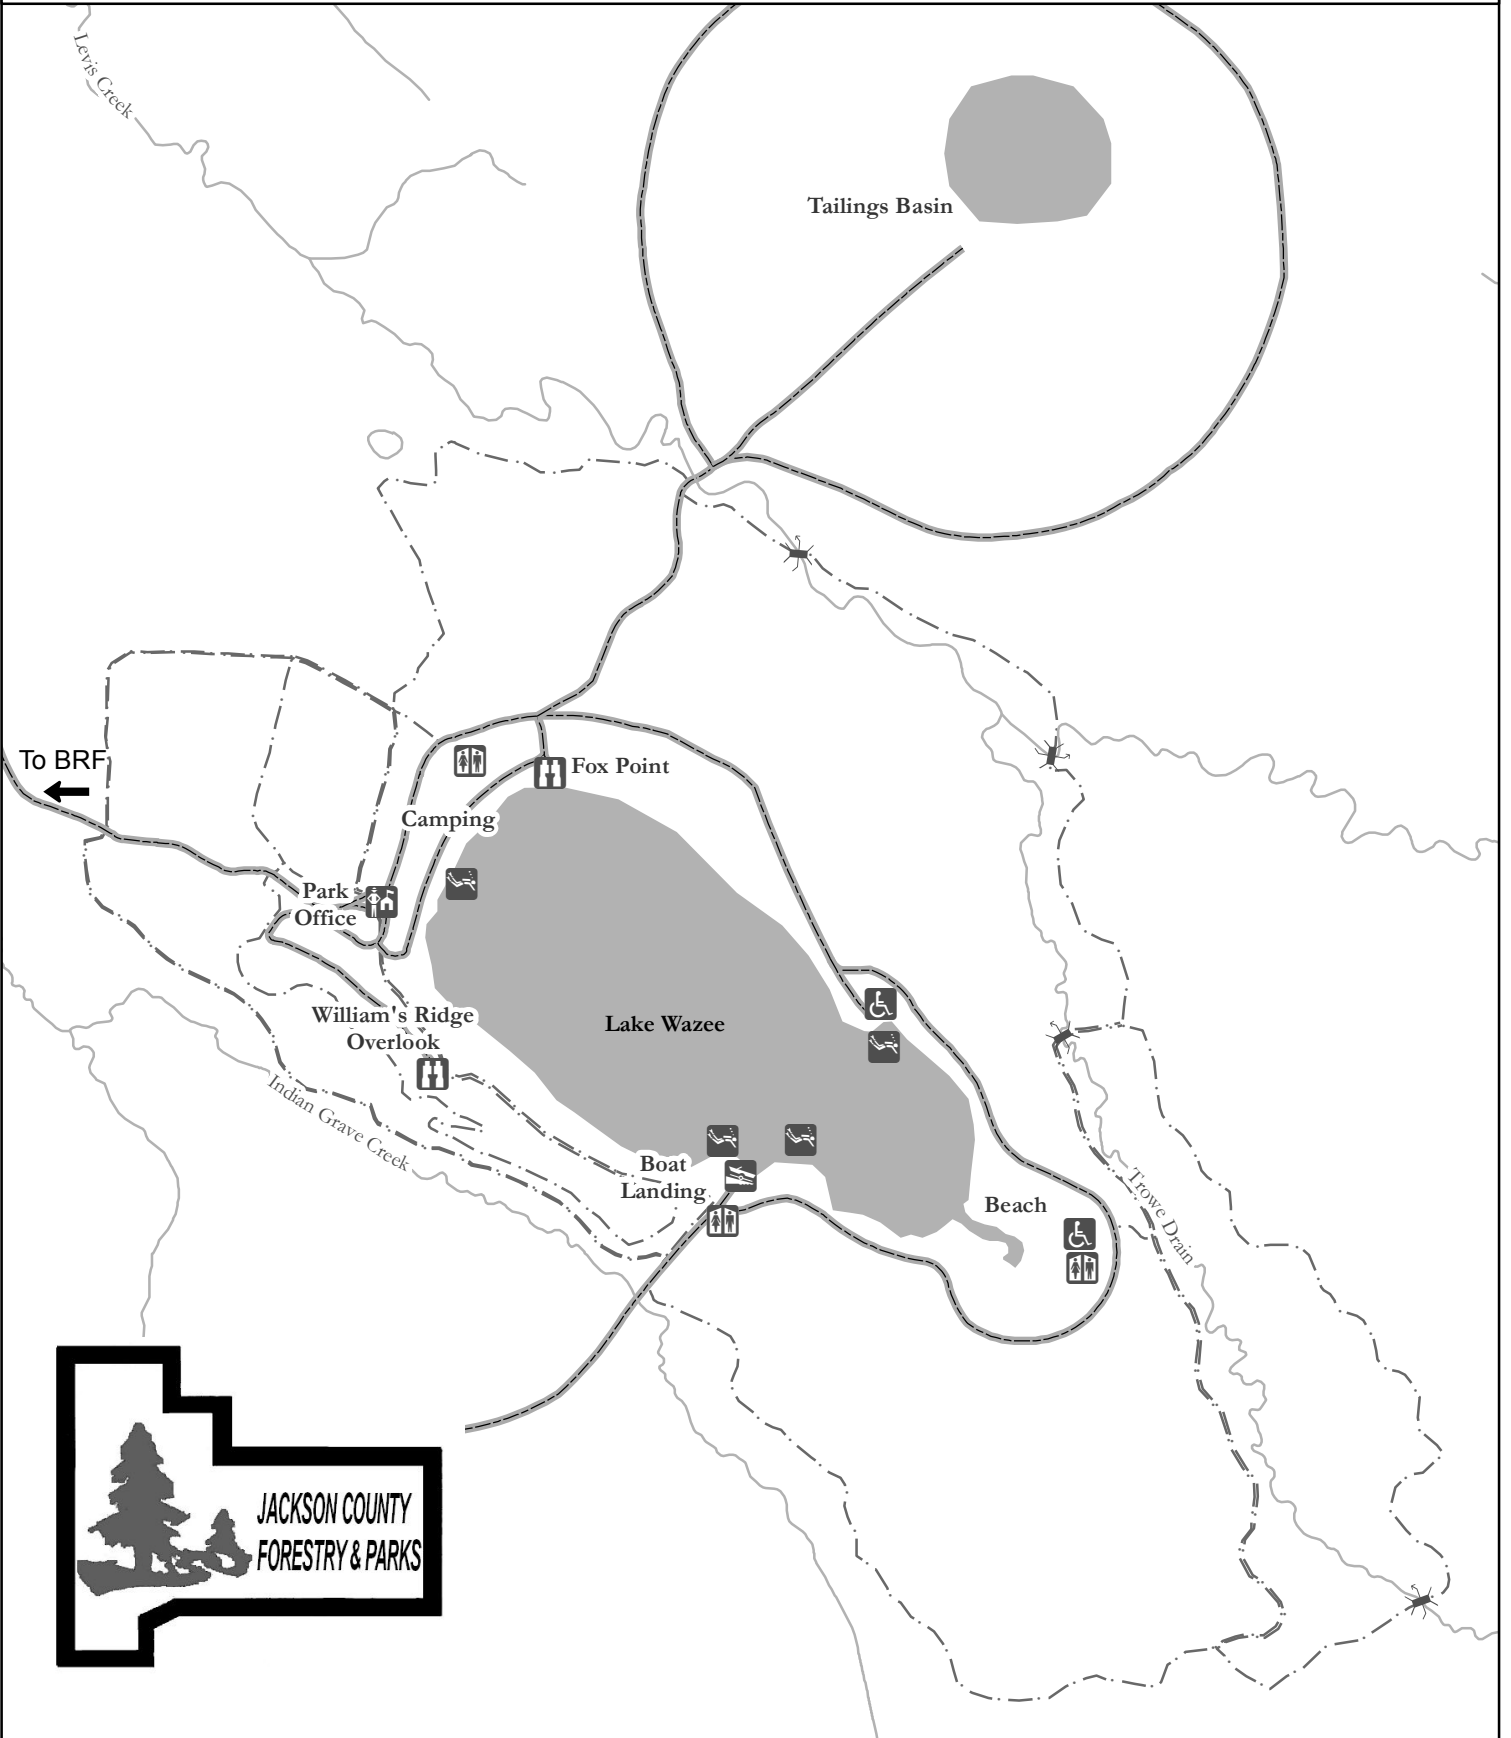 Levis Creek
Tailings Basin
To BRF
Fox Point
Camping
Park
Office
William's Ridge
Overlook
Lake Wazee
Indian Grave Creek
Boat
Landing
Beach
Trowe Drain
JACKSON COUNTY
FORESTRY & PARKS